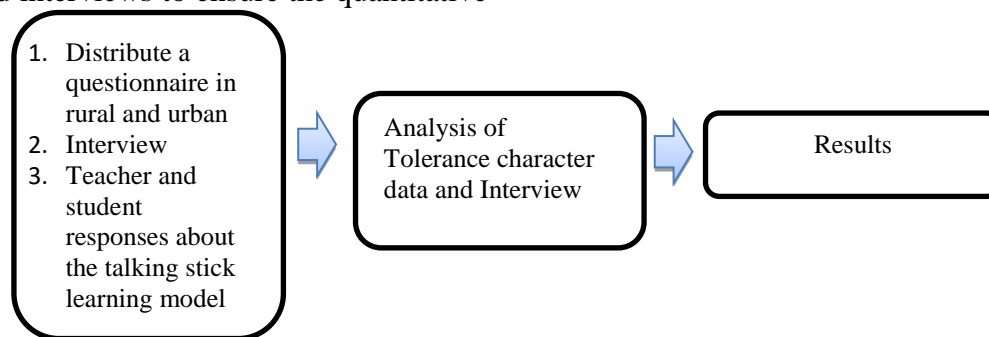 interviews to ensure the quantitative
1. Distribute a
questionnaire in
rural and urban
2. Interview
3. Teacher and
student
responses about
the talking stick
learning model
Analysis of
Tolerance character
data and Interview
Results